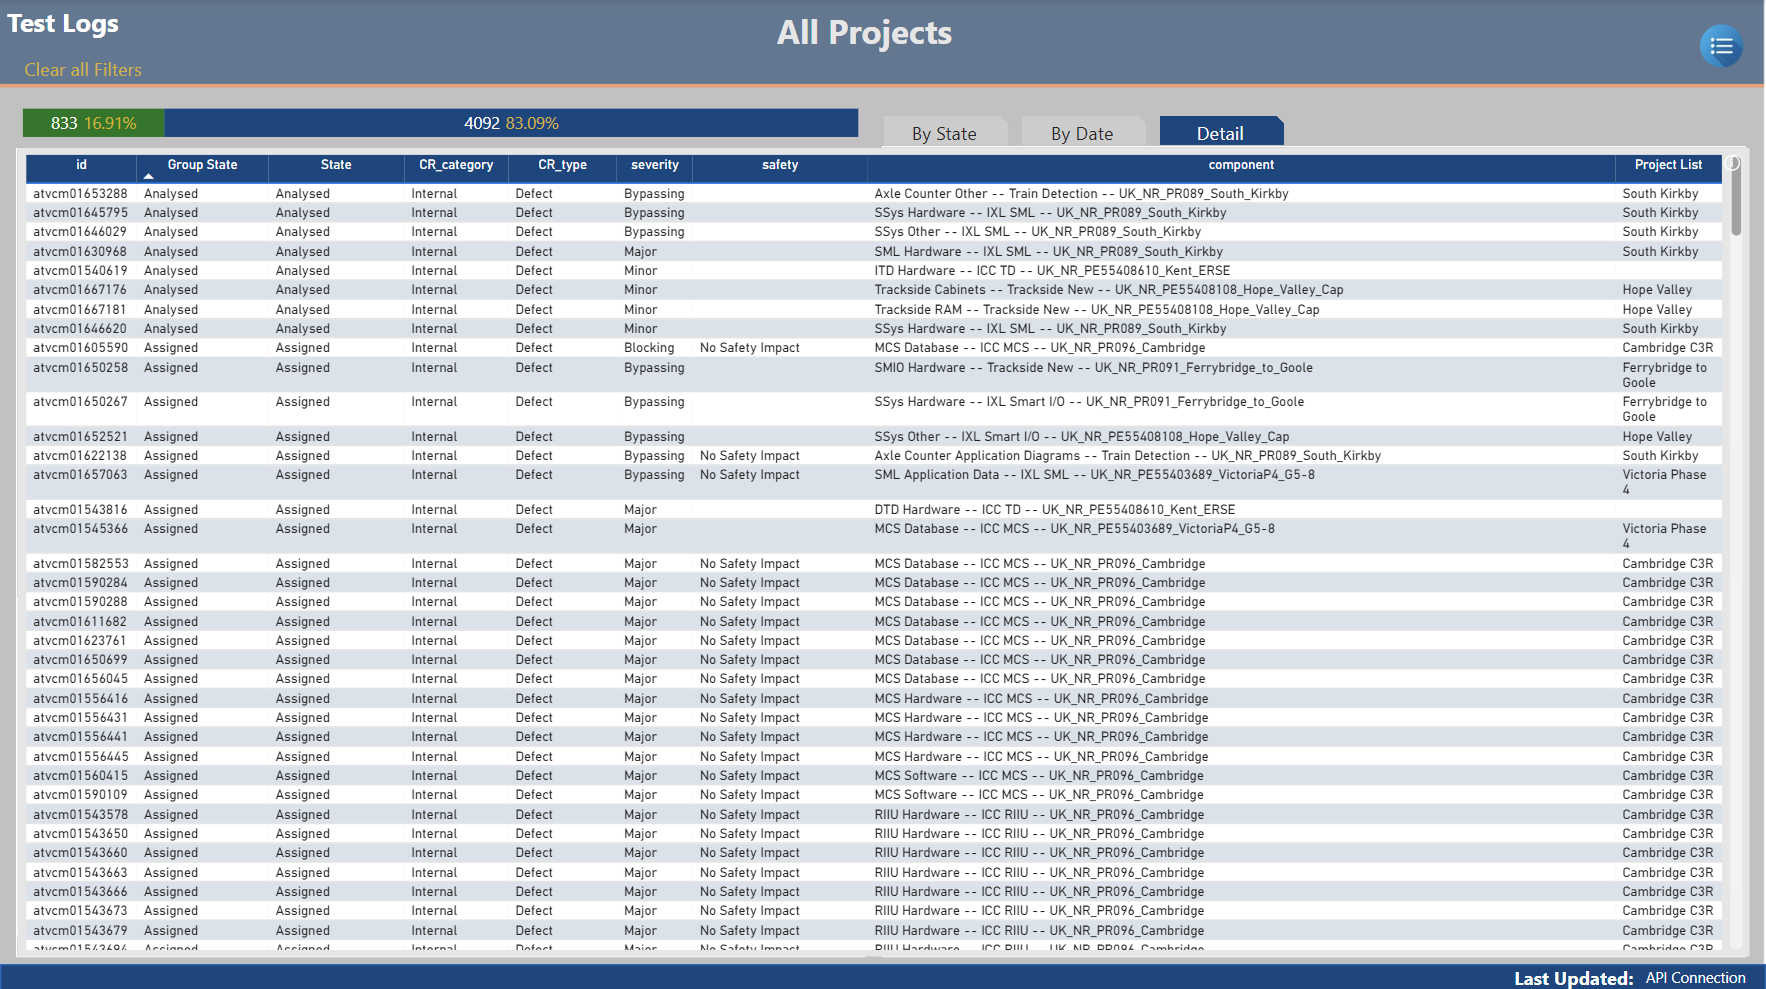 Test Logs
All Projects
Clear all Filters
833 16.91% 4092 83.09%
By State By Date Detail
id Group State State CR_category CR_type severity safety component Project List
atvcm01653288 Analysed Analysed Internal Defect Bypassing Axle Counter Other -- Train Detection -- UK_NR_PR089_South_Kirkby South Kirkby
atvcm01645795 Analysed Analysed Internal Defect Bypassing SSys Hardware -- IXL SML -- UK_NR_PR089_South_Kirkby South Kirkby
atvcm01646029 Analysed Analysed Internal Defect Bypassing SSys Other -- IXL SML -- UK_NR_PR089_South_Kirkby South Kirkby
atvcm01630968 Analysed Analysed Internal Defect Major SML Hardware -- IXL SML -- UK_NR_PR089_South_Kirkby South Kirkby
atvcm01540619 Analysed Analysed Internal Defect Minor ITD Hardware -- ICC TD -- UK_NR_PE55408610_Kent_ERSE
atvcm01667176 Analysed Analysed Internal Defect Minor Trackside Cabinets -- Trackside New -- UK_NR_PE55408108_Hope_Valley_Cap Hope Valley
atvcm01667181 Analysed Analysed Internal Defect Minor Trackside RAM -- Trackside New -- UK_NR_PE55408108_Hope_Valley_Cap Hope Valley
atvcm01646620 Analysed Analysed Internal Defect Minor SSys Hardware -- IXL SML -- UK_NR_PR089_South_Kirkby South Kirkby
atvcm01605590 Assigned Assigned Internal Defect Blocking No Safety Impact MCS Database -- ICC MCS -- UK_NR_PR096_Cambridge Cambridge C3R
atvcm01650258 Assigned Assigned Internal Defect Bypassing SMIO Hardware -- Trackside New -- UK_NR_PR091_Ferrybridge_to_Goole Ferrybridge to
Goole
atvcm01650267 Assigned Assigned Internal Defect Bypassing SSys Hardware -- IXL Smart I/O -- UK_NR_PR091_Ferrybridge_to_Goole Ferrybridge to
Goole
atvcm01652521 Assigned Assigned Internal Defect Bypassing SSys Other -- IXL Smart I/O -- UK_NR_PE55408108_Hope_Valley_Cap Hope Valley
atvcm01622138 Assigned Assigned Internal Defect Bypassing No Safety Impact Axle Counter Application Diagrams -- Train Detection -- UK_NR_PR089_South_Kirkby South Kirkby
atvcm01657063 Assigned Assigned Internal Defect Bypassing No Safety Impact SML Application Data -- IXL SML -- UK_NR_PE55403689_VictoriaP4_G5-8 Victoria Phase
4
atvcm01543816 Assigned Assigned Internal Defect Major DTD Hardware -- ICC TD -- UK_NR_PE55408610_Kent_ERSE
atvcm01545366 Assigned Assigned Internal Defect Major MCS Database -- ICC MCS -- UK_NR_PE55403689_VictoriaP4_G5-8 Victoria Phase
4
atvcm01582553 Assigned Assigned Internal Defect Major No Safety Impact MCS Database -- ICC MCS -- UK_NR_PR096_Cambridge Cambridge C3R
atvcm01590284 Assigned Assigned Internal Defect Major No Safety Impact MCS Database -- ICC MCS -- UK_NR_PR096_Cambridge Cambridge C3R
atvcm01590288 Assigned Assigned Internal Defect Major No Safety Impact MCS Database -- ICC MCS -- UK_NR_PR096_Cambridge Cambridge C3R
atvcm01611682 Assigned Assigned Internal Defect Major No Safety Impact MCS Database -- ICC MCS -- UK_NR_PR096_Cambridge Cambridge C3R
atvcm01623761 Assigned Assigned Internal Defect Major No Safety Impact MCS Database -- ICC MCS -- UK_NR_PR096_Cambridge Cambridge C3R
atvcm01650699 Assigned Assigned Internal Defect Major No Safety Impact MCS Database -- ICC MCS -- UK_NR_PR096_Cambridge Cambridge C3R
atvcm01656045 Assigned Assigned Internal Defect Major No Safety Impact MCS Database -- ICC MCS -- UK_NR_PR096_Cambridge Cambridge C3R
atvcm01556416 Assigned Assigned Internal Defect Major No Safety Impact MCS Hardware -- ICC MCS -- UK_NR_PR096_Cambridge Cambridge C3R
atvcm01556431 Assigned Assigned Internal Defect Major No Safety Impact MCS Hardware -- ICC MCS -- UK_NR_PR096_Cambridge Cambridge C3R
atvcm01556441 Assigned Assigned Internal Defect Major No Safety Impact MCS Hardware -- ICC MCS -- UK_NR_PR096_Cambridge Cambridge C3R
atvcm01556445 Assigned Assigned Internal Defect Major No Safety Impact MCS Hardware -- ICC MCS -- UK_NR_PR096_Cambridge Cambridge C3R
atvcm01560415 Assigned Assigned Internal Defect Major No Safety Impact MCS Software -- ICC MCS -- UK_NR_PR096_Cambridge Cambridge C3R
atvcm01590109 Assigned Assigned Internal Defect Major No Safety Impact MCS Software -- ICC MCS -- UK_NR_PR096_Cambridge Cambridge C3R
atvcm01543578 Assigned Assigned Internal Defect Major No Safety Impact RIIU Hardware -- ICC RIIU -- UK_NR_PR096_Cambridge Cambridge C3R
atvcm01543650 Assigned Assigned Internal Defect Major No Safety Impact RIIU Hardware -- ICC RIIU -- UK_NR_PR096_Cambridge Cambridge C3R
atvcm01543660 Assigned Assigned Internal Defect Major No Safety Impact RIIU Hardware -- ICC RIIU -- UK_NR_PR096_Cambridge Cambridge C3R
atvcm01543663 Assigned Assigned Internal Defect Major No Safety Impact RIIU Hardware -- ICC RIIU -- UK_NR_PR096_Cambridge Cambridge C3R
atvcm01543666 Assigned Assigned Internal Defect Major No Safety Impact RIIU Hardware -- ICC RIIU -- UK_NR_PR096_Cambridge Cambridge C3R
atvcm01543673 Assigned Assigned Internal Defect Major No Safety Impact RIIU Hardware -- ICC RIIU -- UK_NR_PR096_Cambridge Cambridge C3R
atvcm01543679 Assigned Assigned Internal Defect Major No Safety Impact RIIU Hardware -- ICC RIIU -- UK_NR_PR096_Cambridge Cambridge C3R
Assigned Assigned Internal Defect Major No Safety Impact RIIU Hardware -- ICC RIIU -- UK_NR_PR096_Cambridge Cambridge C3R
Last Updated: API Connection